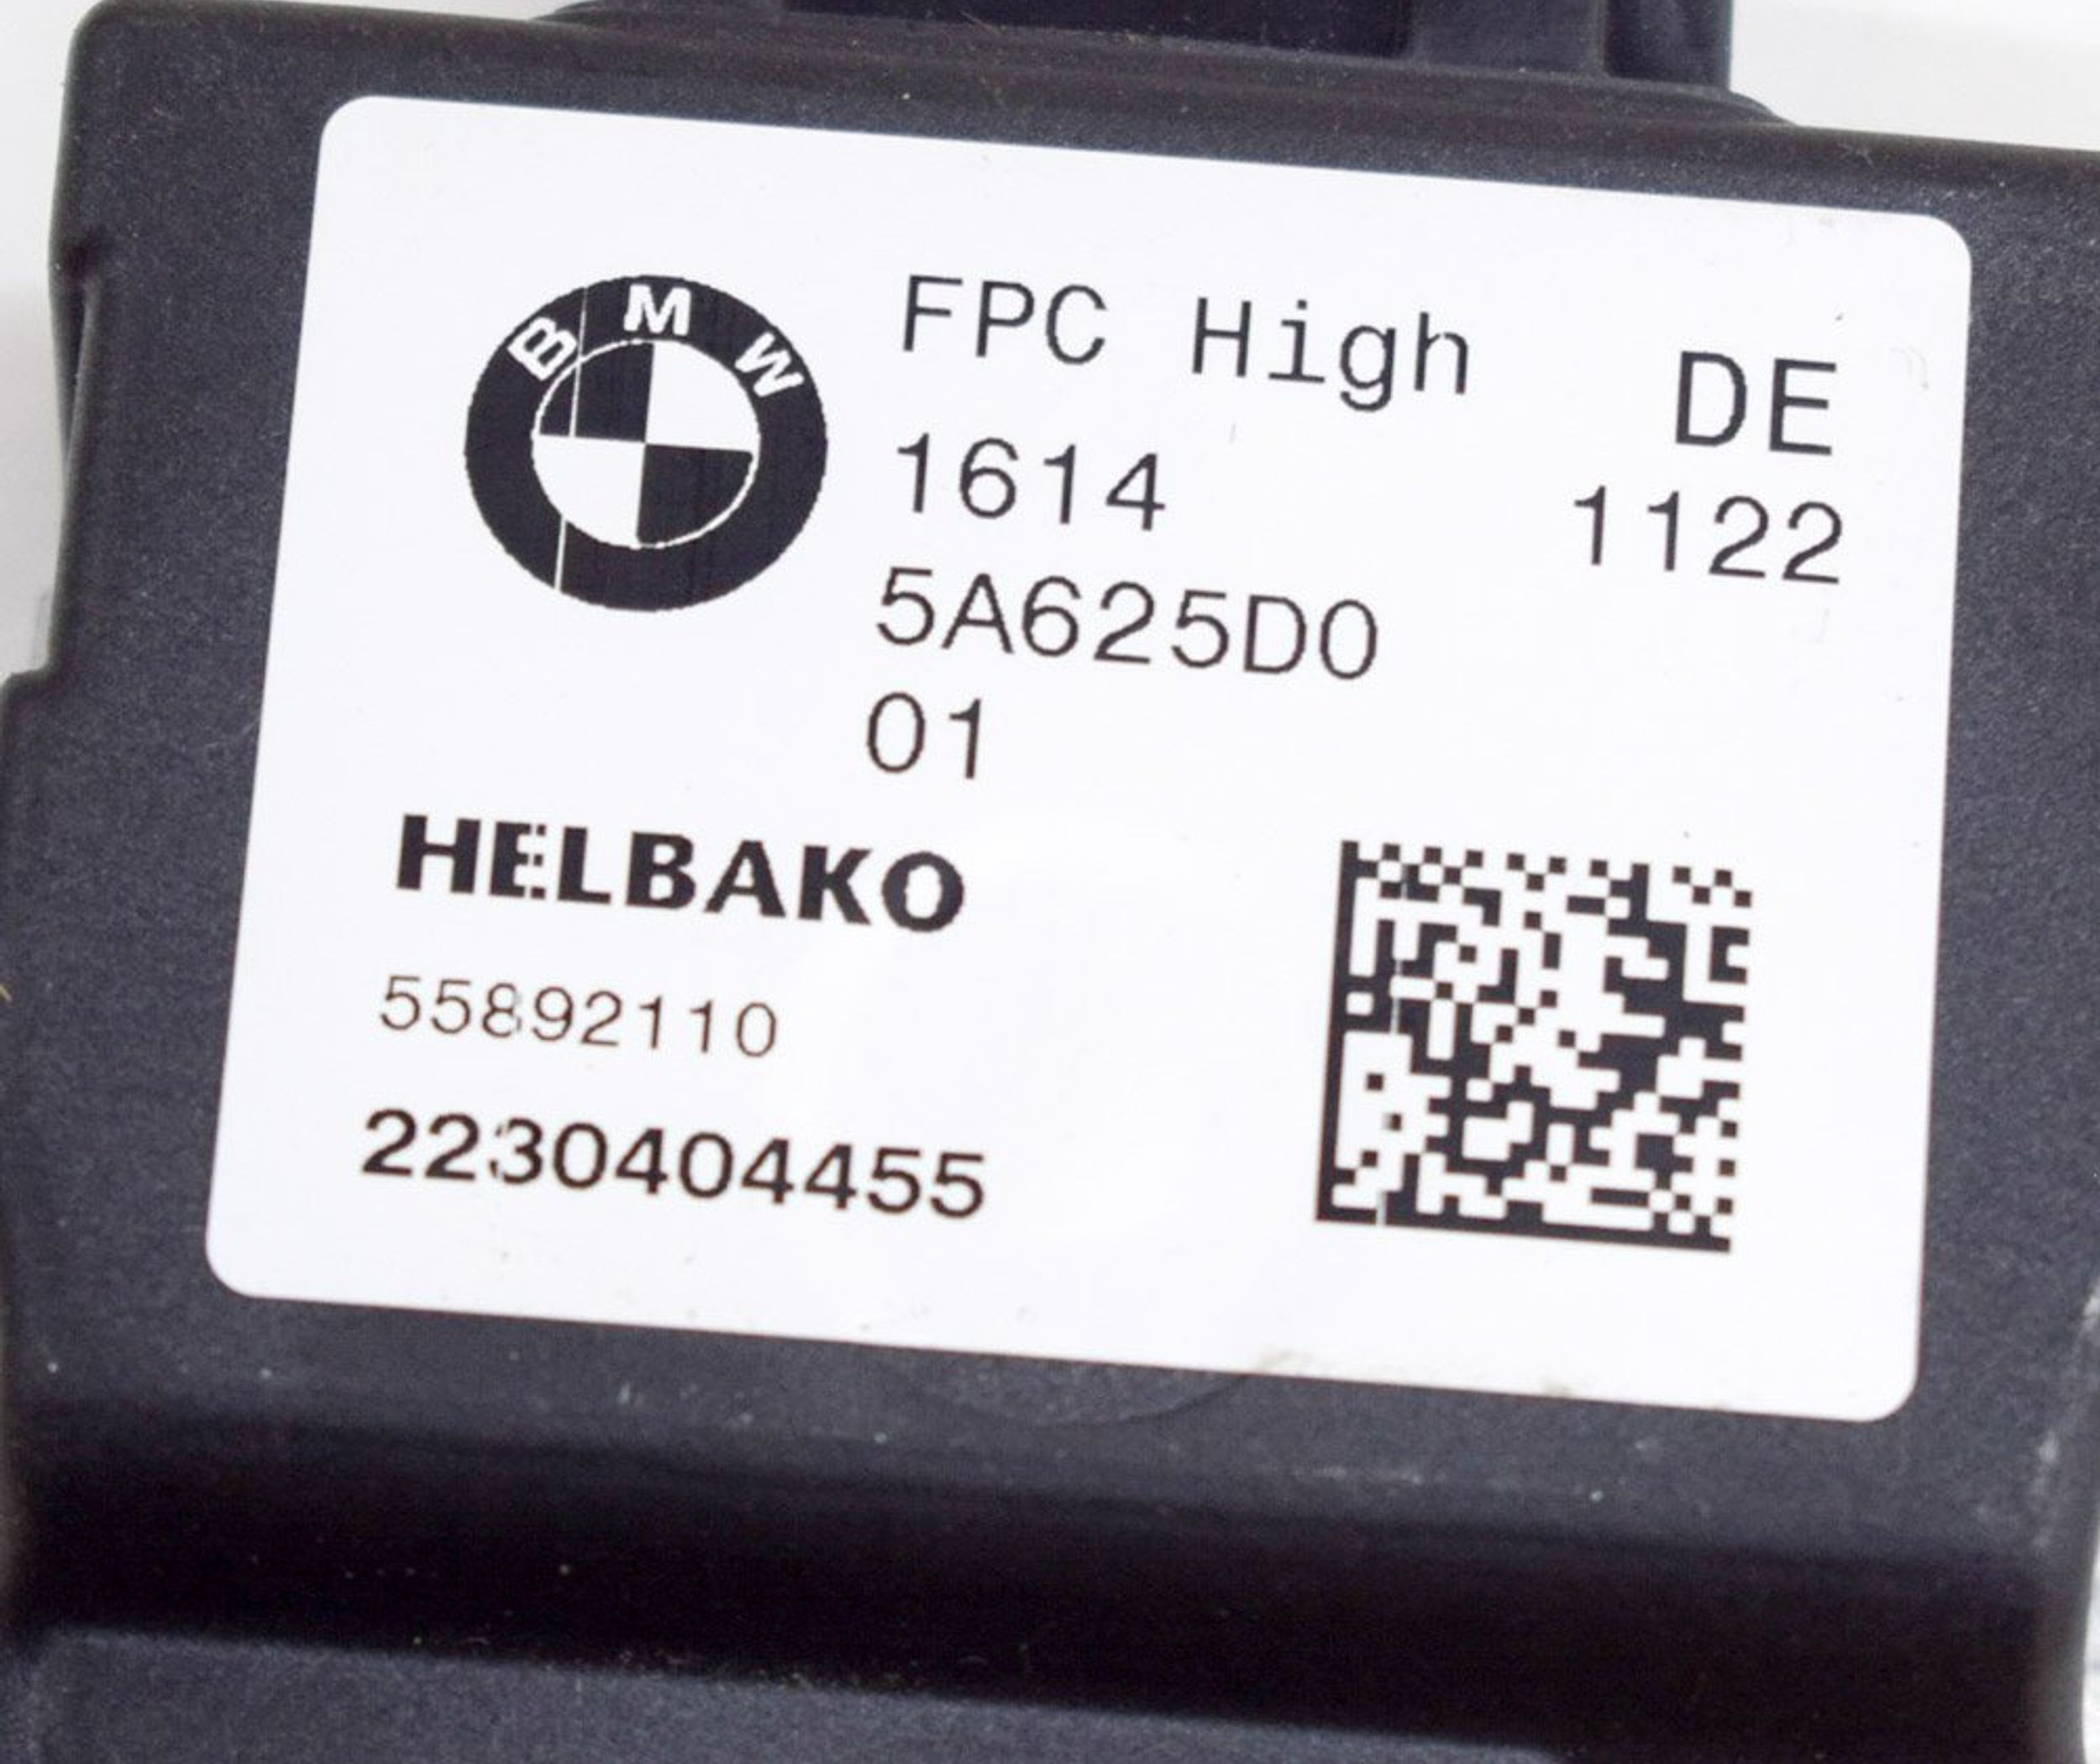 BMW
FPC High DE
1614 1122
5A625D0
01
HELBAKO
55892110
2230404455